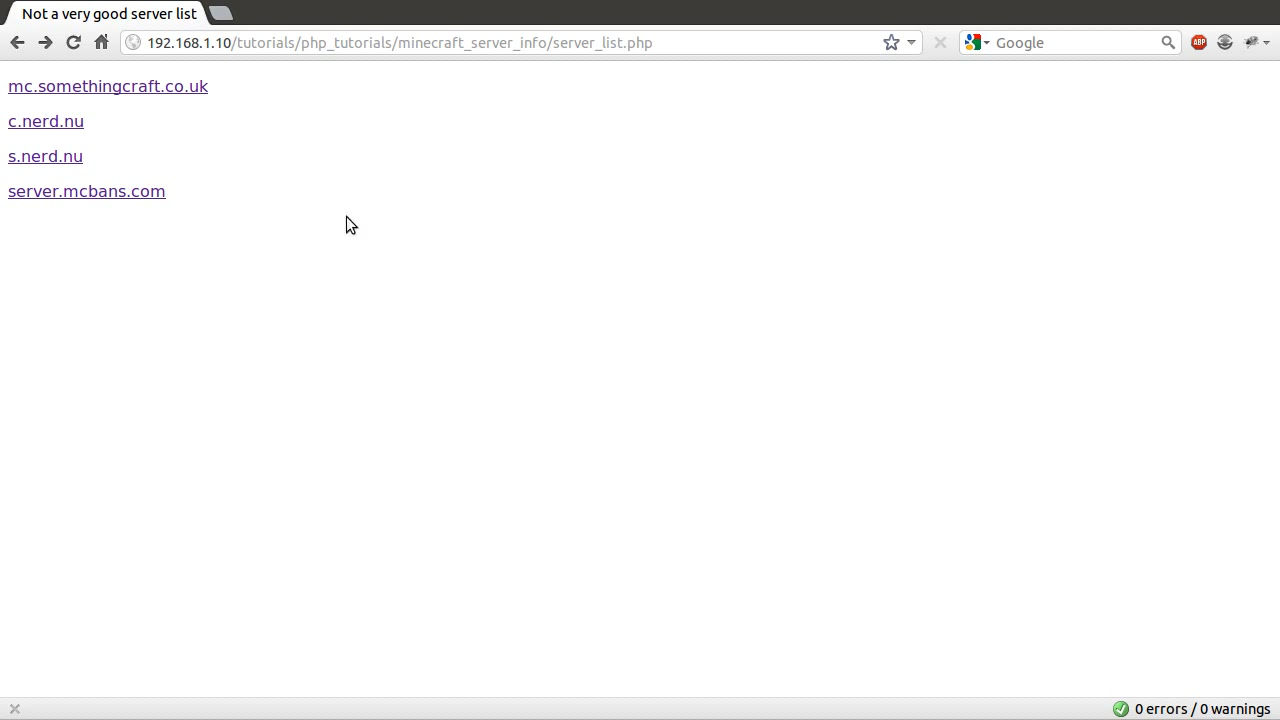 Not a very good server list
192.168.1.10/tutorials/php_tutorials/minecraft_server_info/server_list.php
Google
ABP
mc.somethingcraft.co.uk
c.nerd.nu
s.nerd.nu
server.mcbans.com
0 errors / 0 warnings